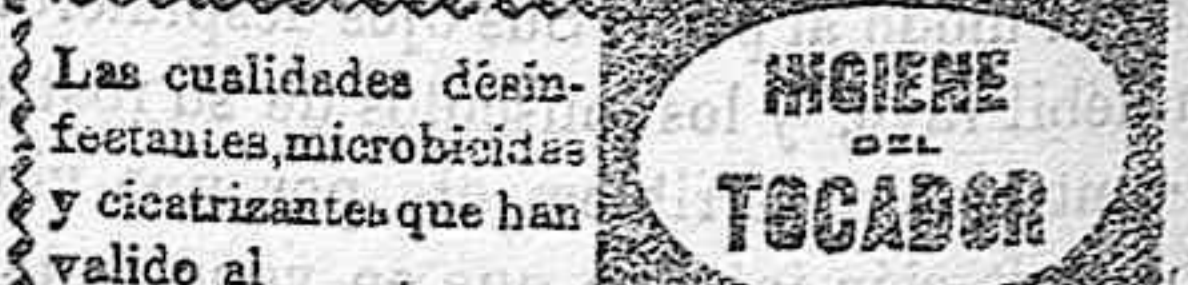 Las cualidades desin-
fectantes, microbicidas
y cicatrizantes que han
valido al
HIGIENE
DEL
TOCADOR